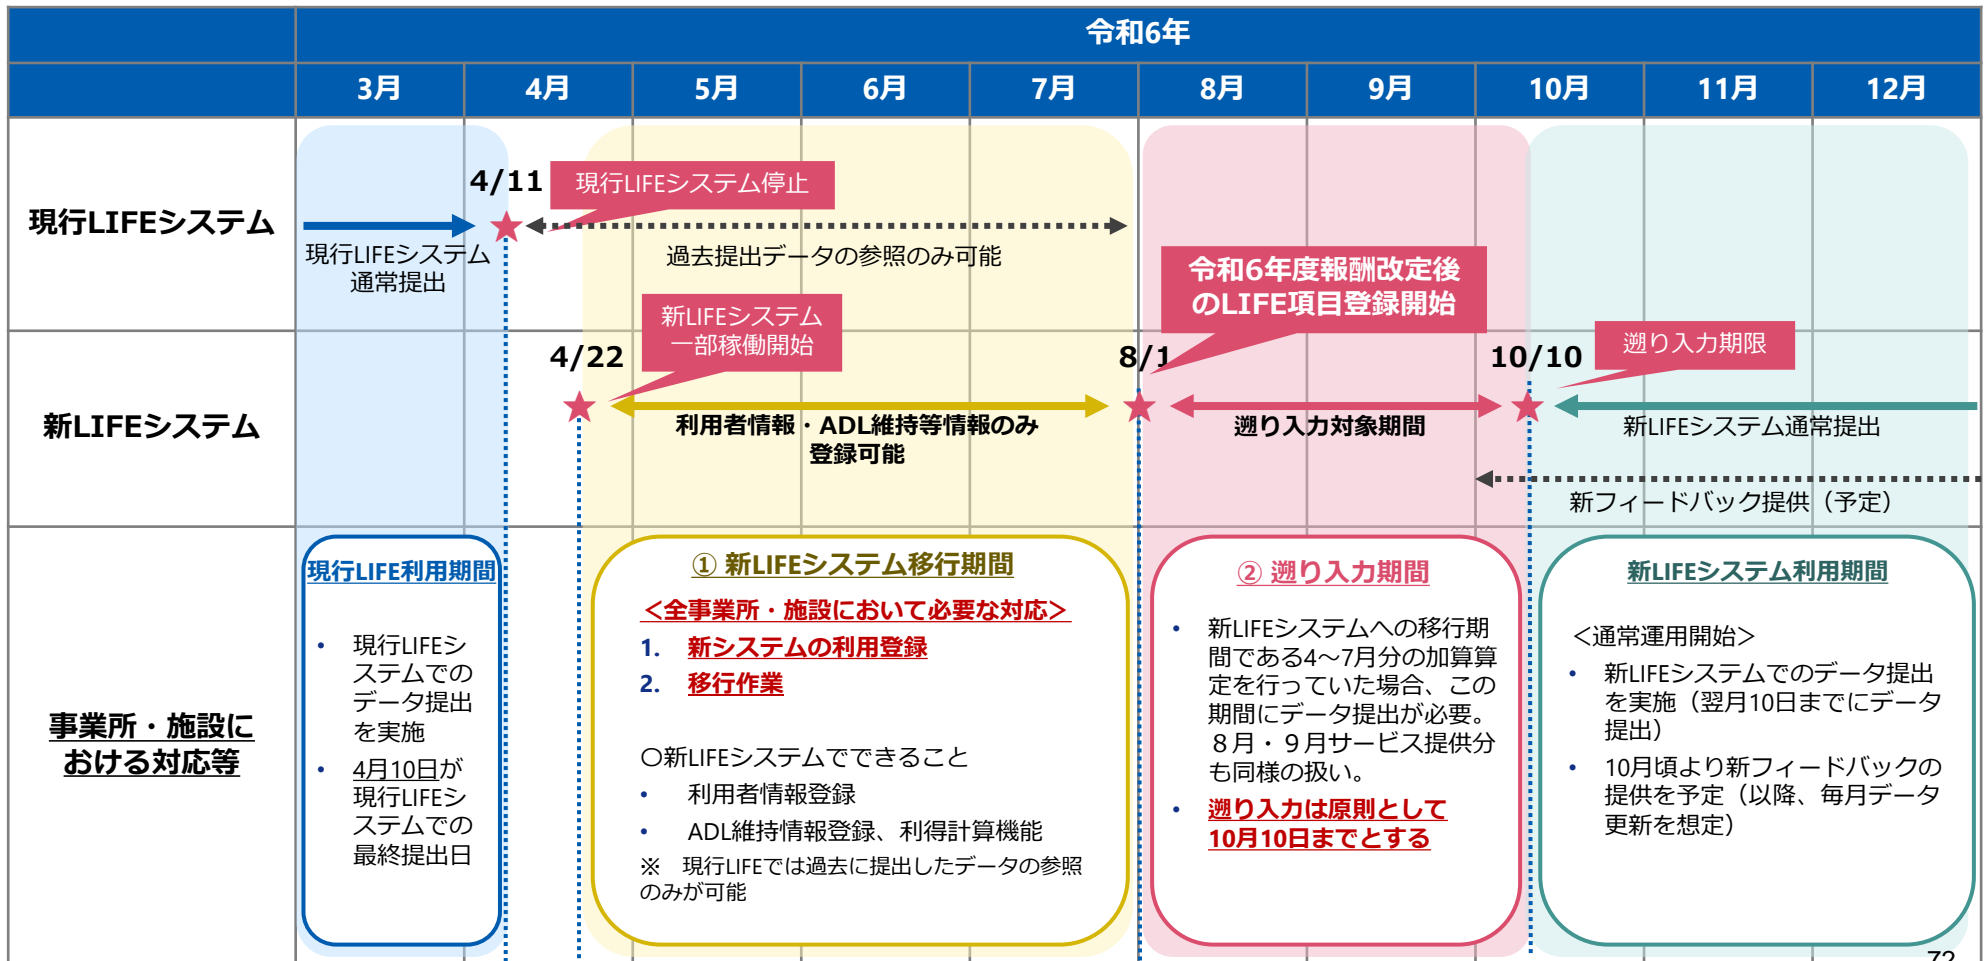 令和6年
3月 4月 5月 6月 7月 8月 9月 10月 11月 12月
現行LIFEシステム
4/11
現行LIFEシステム停止
現行LIFEシステム
通常提出
過去提出データの参照のみ可能
令和6年度報酬改定後
のLIFE項目登録開始
新LIFEシステム
4/22
新LIFEシステム
一部稼働開始
利用者情報・ADL維持等情報のみ
登録可能
8/1
遡り入力対象期間
10/10
遡り入力期限
新LIFEシステム通常提出
新フィードバック提供（予定）
事業所・施設に
おける対応等
現行LIFE利用期間
• 現行LIFEシ
ステムでの
データ提出
を実施
• 4月10日が
現行LIFEシ
ステムでの
最終提出日
① 新LIFEシステム移行期間
＜全事業所・施設において必要な対応＞
1. 新システムの利用登録
2. 移行作業
〇新LIFEシステムでできること
• 利用者情報登録
• ADL維持情報登録、利得計算機能
※ 現行LIFEでは過去に提出したデータの参照
のみが可能
② 遡り入力期間
• 新LIFEシステムへの移行期
間である4～7月分の加算算
定を行っていた場合、この
期間にデータ提出が必要。
８月・９月サービス提供分
も同様の扱い。
• 遡り入力は原則として
10月10日までとする
新LIFEシステム利用期間
＜通常運用開始＞
• 新LIFEシステムでのデータ提出
を実施（翌月10日までにデータ
提出）
• 10月頃より新フィードバックの
提供を予定（以降、毎月データ
更新を想定）
72